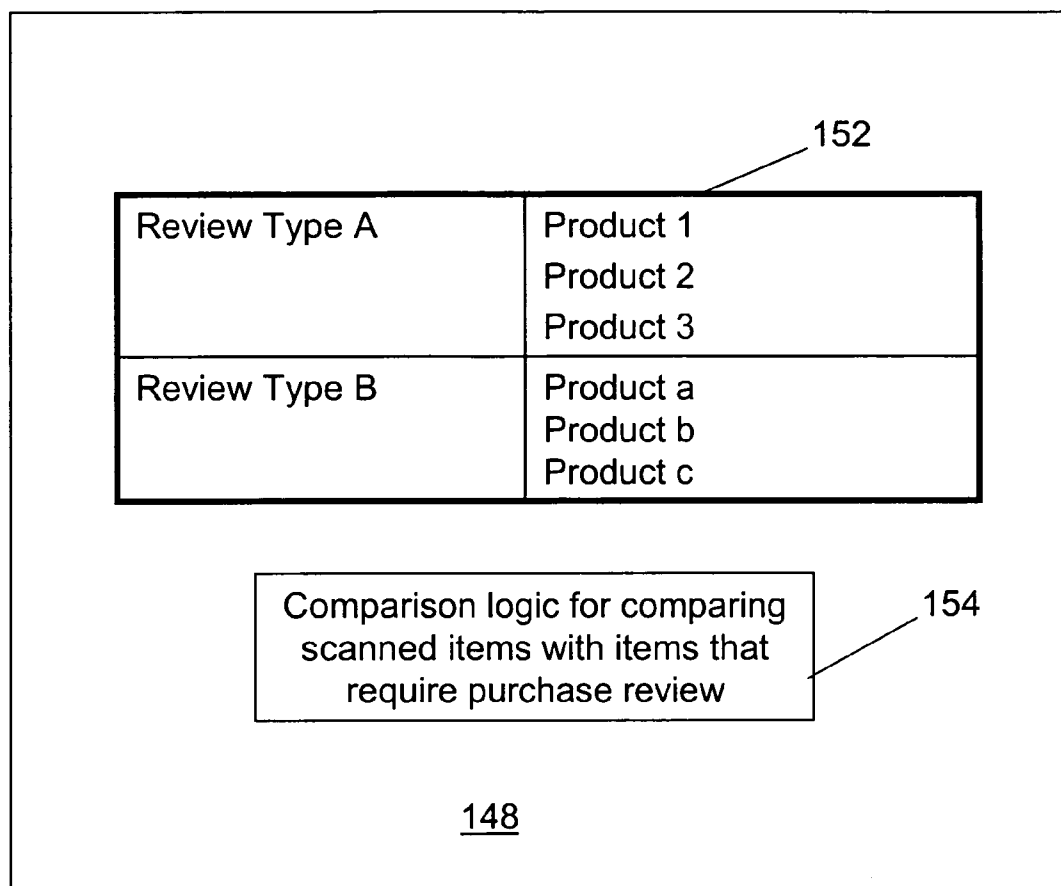 152
Review Type A
Product 1
Product 2
Product 3
Review Type B
Product a
Product b
Product c
Comparison logic for comparing
scanned items with items that
require purchase review
154
148